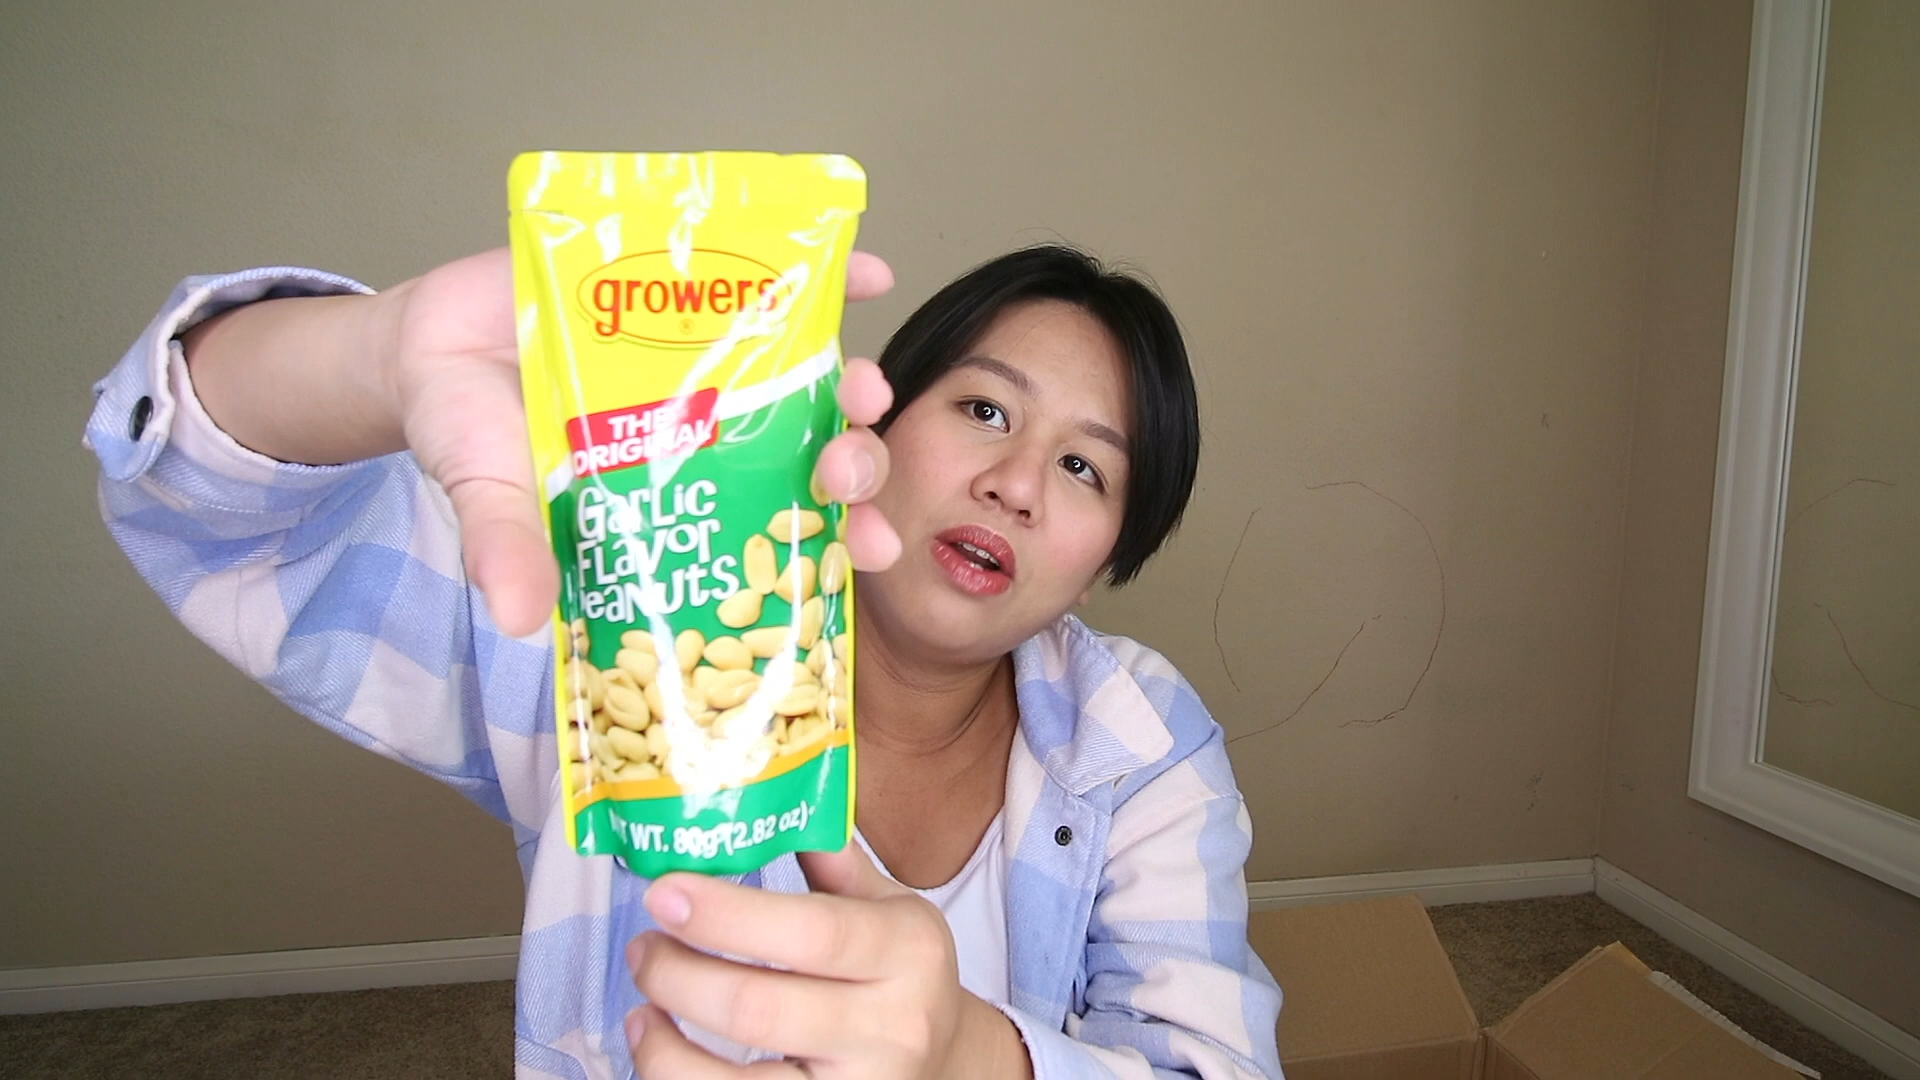 growers
®
THE
ORIGINAL
Garlic
Flavor
Peanuts
NET WT. 80g (2.82 oz)